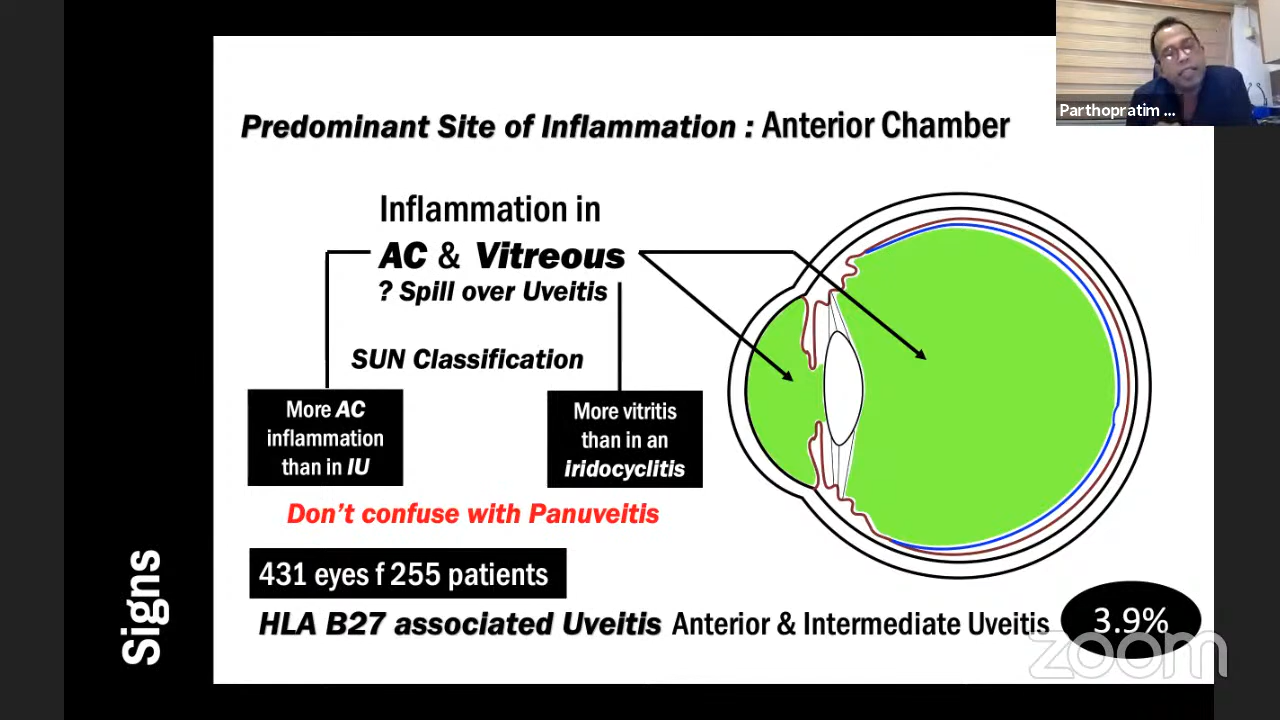 Parthopratim ...
Predominant Site of Inflammation : Anterior Chamber
Inflammation in
AC & Vitreous
? Spill over Uveitis
SUN Classification
More AC
inflammation
than in IU
More vitritis
than in an
iridocyclitis
Don't confuse with Panuveitis
431 eyes f 255 patients
HLA B27 associated Uveitis Anterior & Intermediate Uveitis
3.9%
Signs
zoom